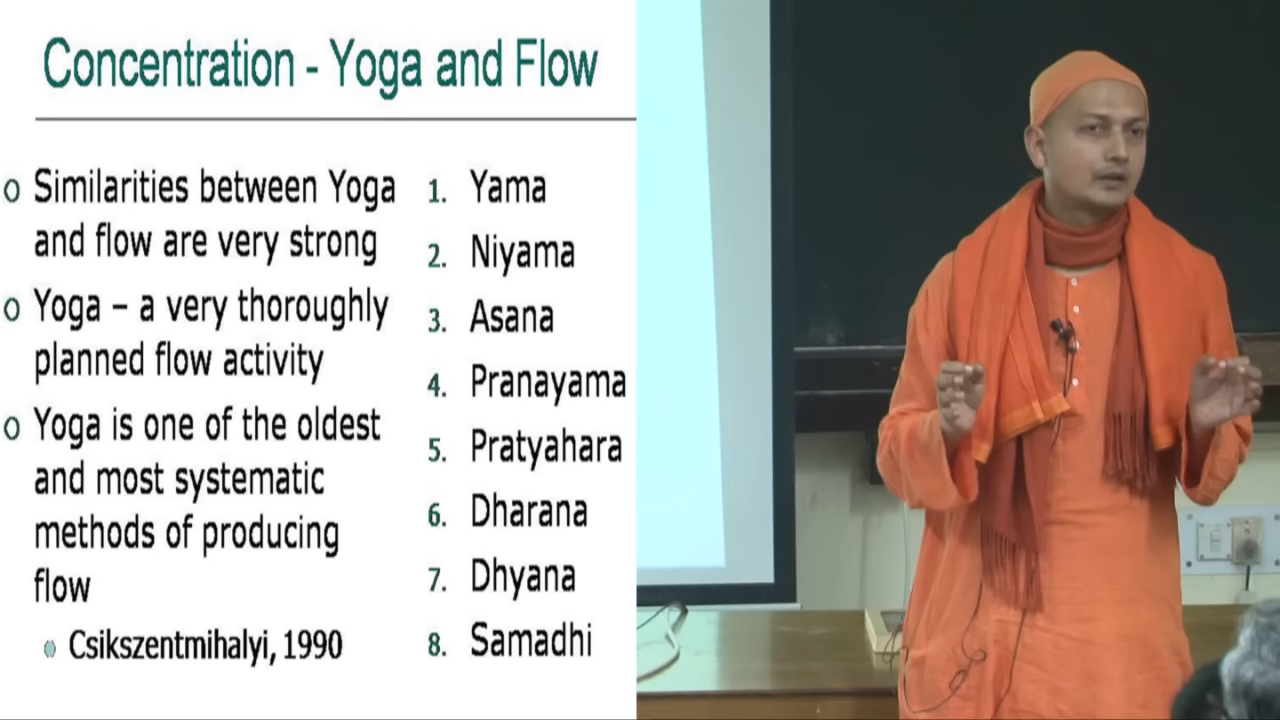 Concentration - Yoga and Flow
o Similarities between Yoga
and flow are very strong
o Yoga – a very thoroughly
planned flow activity
o Yoga is one of the oldest
and most systematic
methods of producing
flow
Csikszentmihalyi, 1990
1. Yama
2. Niyama
3. Asana
4. Pranayama
5. Pratyahara
6. Dharana
7. Dhyana
8. Samadhi